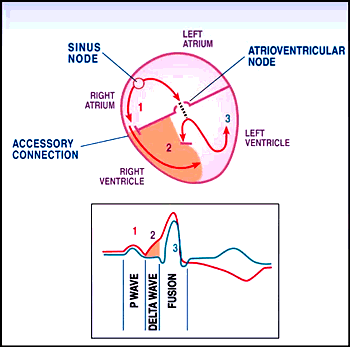 LEFT
ATRIUM
SINUS
NODE
ATRIOVENTRICULAR
NODE
RIGHT
ATRIUM
1
2
3
ACCESSORY
CONNECTION
LEFT
VENTRICLE
RIGHT
VENTRICLE
1
2
3
P WAVE
DELTA WAVE
FUSION